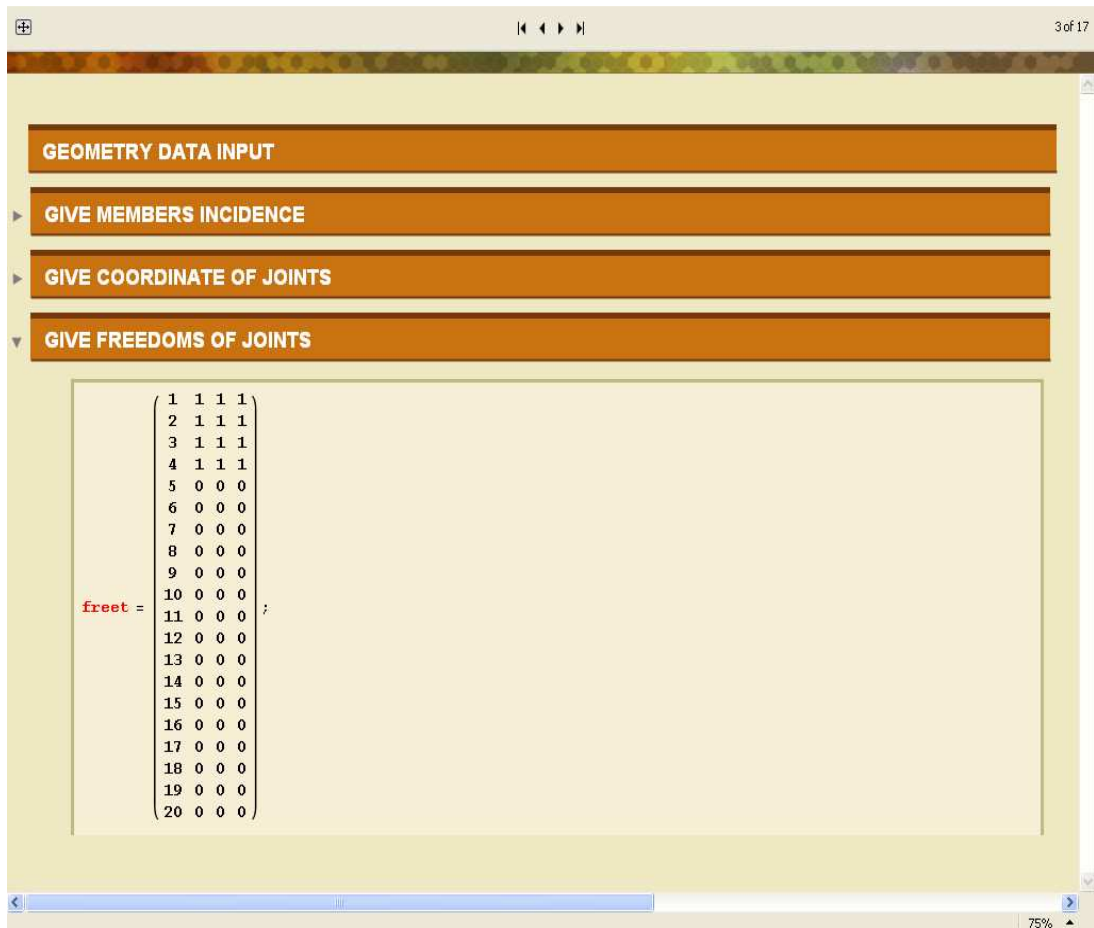 3 of 17
GEOMETRY DATA INPUT
GIVE MEMBERS INCIDENCE
GIVE COORDINATE OF JOINTS
GIVE FREEDOMS OF JOINTS
1 1 1 1
2 1 1 1
3 1 1 1
4 1 1 1
5 0 0 0
6 0 0 0
7 0 0 0
8 0 0 0
9 0 0 0
10 0 0 0
freet = ;
11 0 0 0
12 0 0 0
13 0 0 0
14 0 0 0
15 0 0 0
16 0 0 0
17 0 0 0
18 0 0 0
19 0 0 0
20 0 0 0
75%